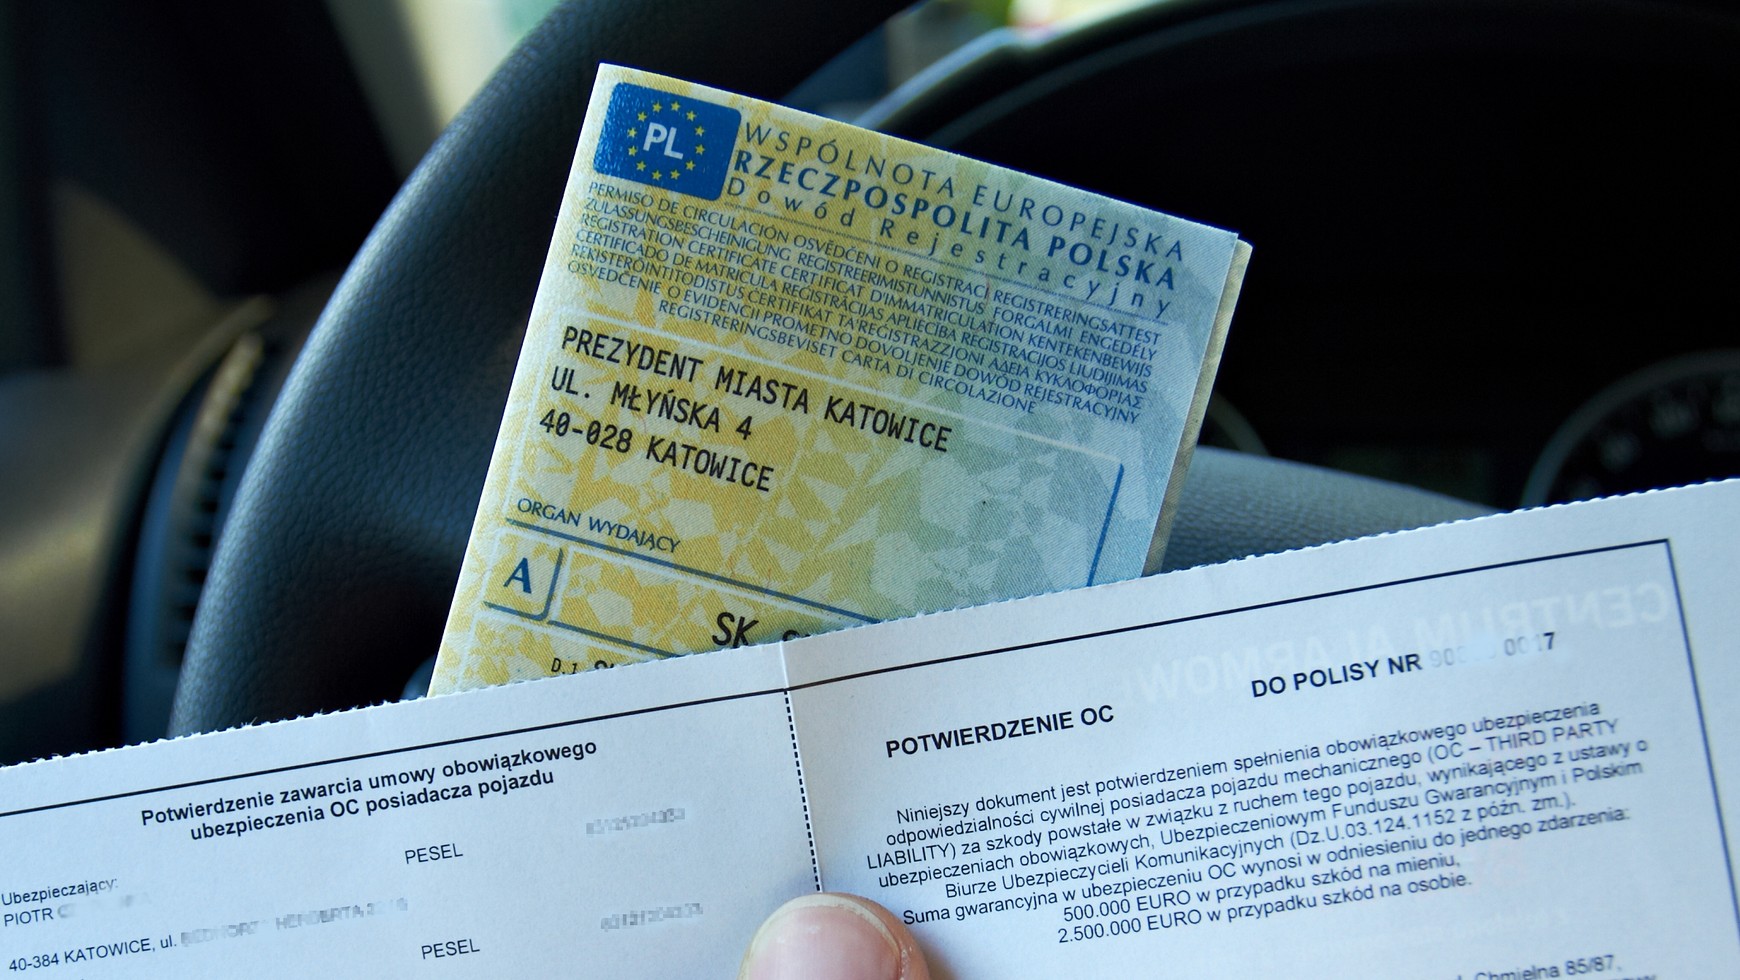 PL
WSPÓLNOTA EUROPEJSKA
RZECZPOSPOLITA POLSKA
Dowód Rejestracyjny
PERMISO DE CIRCULACIÓN OSVĚDČENI O REGISTRACI REGISTRERINGSATTEST
ZULASSUNGSBESCHEINIGUNG REGISTREERIMISTUNNISTUS FORGALMI ENGEDÉLY
REGISTRATION CERTIFICATE CERTIFICAT D'IMMATRICULATION KENTEKENBEWIJS
CERTIFICADO DE MATRICULA REĢISTRĀCIJAS APLIECĪBA REGISTRACIJOS LIUDIJIMAS
REKISTERÖINTITODISTUS ĊERTIFIKAT TA'REĠISTRAZZJONI ΑΔΕΙΑ ΚΥΚΛΟΦΟΡΙΑΣ
OSVEDČENIE O EVIDENCII PROMETNO DOVOLJENJE DOWÓD REJESTRACYJNY
REGISTRERINGSBEVISET CARTA DI CIRCOLAZIONE
PREZYDENT MIASTA KATOWICE
UL. MŁYŃSKA 4
40-028 KATOWICE
ORGAN WYDAJĄCY
A
SK
D.1
Potwierdzenie zawarcia umowy obowiązkowego
ubezpieczenia OC posiadacza pojazdu
PESEL
Ubezpieczający:
PIOTR
40-384 KATOWICE, ul.
PESEL
POTWIERDZENIE OC DO POLISY NR
Niniejszy dokument jest potwierdzeniem spełnienia obowiązkowego ubezpieczenia
odpowiedzialności cywilnej posiadacza pojazdu mechanicznego (OC – THIRD PARTY
LIABILITY) za szkody powstałe w związku z ruchem tego pojazdu, wynikającego z ustawy o
ubezpieczeniach obowiązkowych, Ubezpieczeniowym Funduszu Gwarancyjnym i Polskim
Biurze Ubezpieczycieli Komunikacyjnych (Dz.U.03.124.1152 z późn. zm.).
Suma gwarancyjna w ubezpieczeniu OC wynosi w odniesieniu do jednego zdarzenia:
500.000 EURO w przypadku szkód na mieniu,
2.500.000 EURO w przypadku szkód na osobie.
Chmielna 85/87,